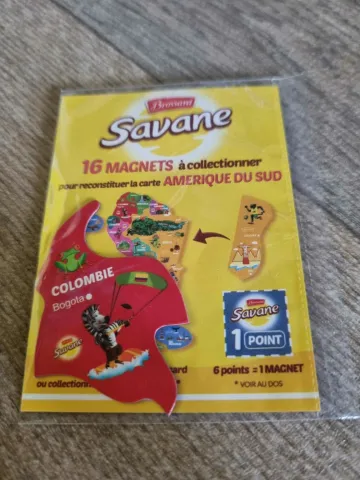 Brossard
Savane
16 MAGNETS à collectionner
pour reconstituer la carte AMERIQUE DU SUD
COLOMBIE
Bogota
Savane
Brossard
Savane
1 POINT
6 points = 1 MAGNET
ou collection
* VOIR AU DOS